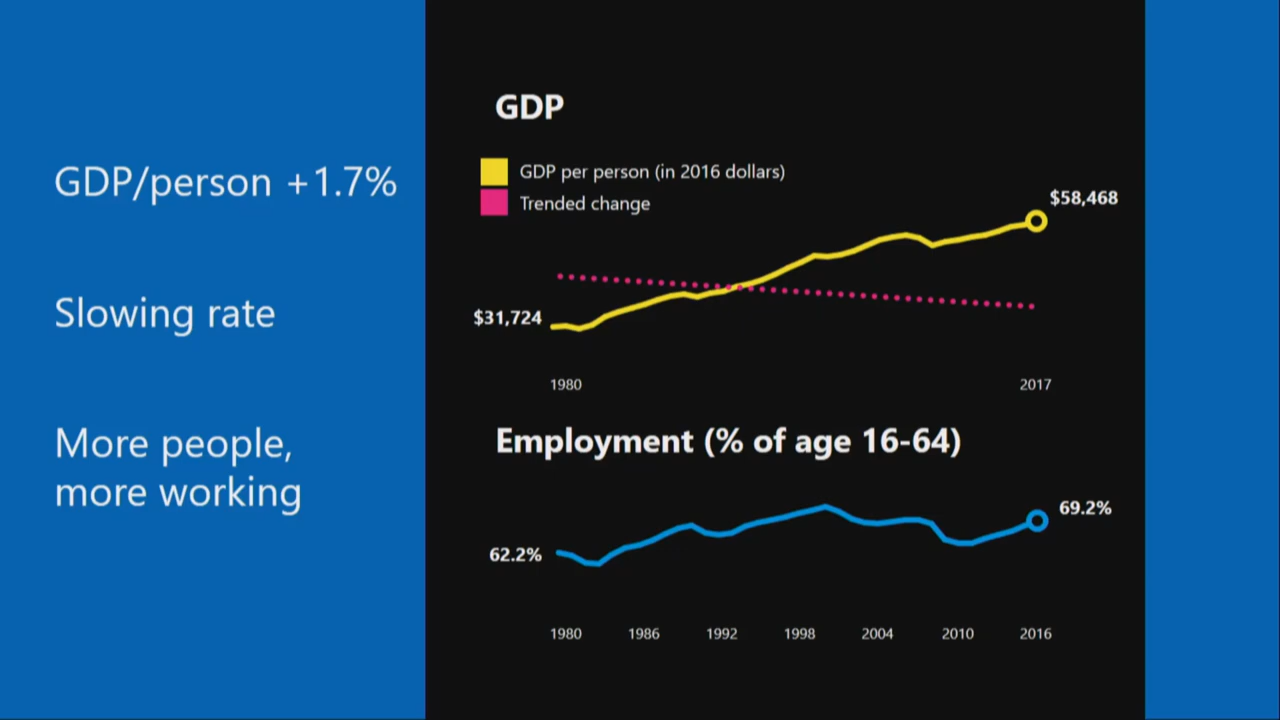 GDP/person +1.7%
Slowing rate
More people,
more working
GDP
GDP per person (in 2016 dollars)
Trended change
$58,468
$31,724
1980 2017
Employment (% of age 16-64)
69.2%
62.2%
1980 1986 1992 1998 2004 2010 2016